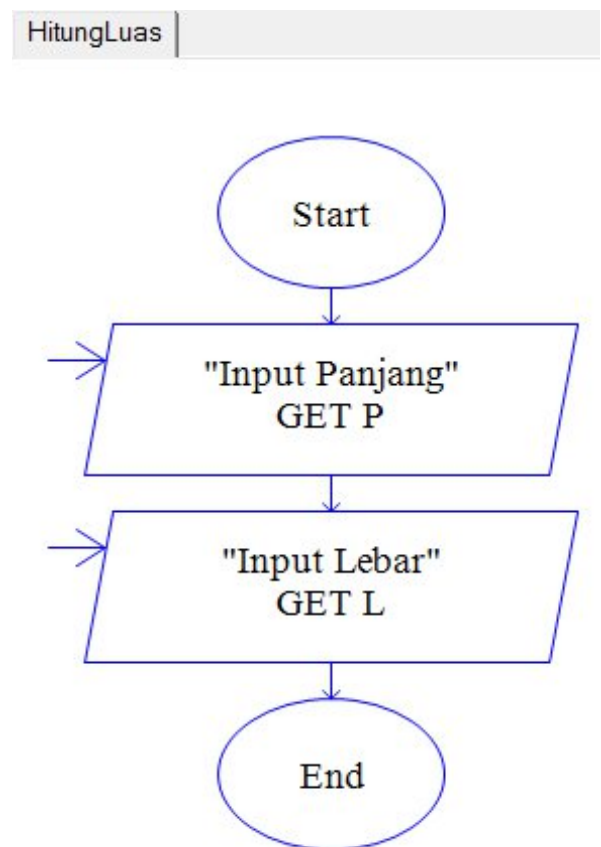 HitungLuas
Start
"Input Panjang"
GET P
"Input Lebar"
GET L
End